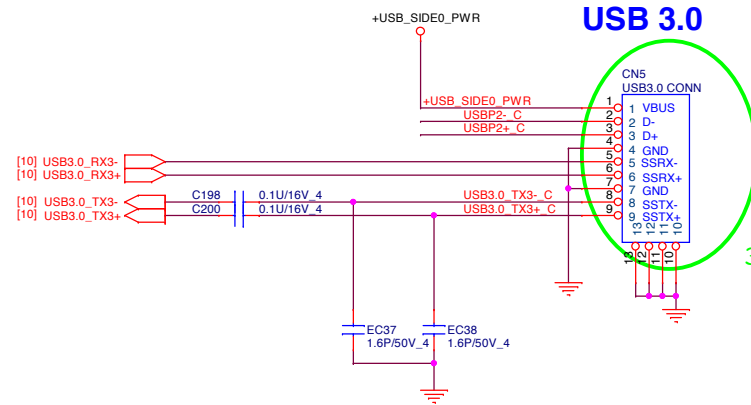 USB 3.0
+USB_SIDE0_PWR
CN5
USB3.0 CONN
+USB_SIDE0_PWR 1 1 VBUS
USBP2-_C 2 2 D-
USBP2+_C 3 3 D+
4 4 GND
[10] USB3.0_RX3- 5 5 SSRX-
[10] USB3.0_RX3+ 6 6 SSRX+
7 7 GND
[10] USB3.0_TX3- C198 0.1U/16V_4 USB3.0_TX3-_C 8 8 SSTX-
[10] USB3.0_TX3+ C200 0.1U/16V_4 USB3.0_TX3+_C 9 9 SSTX+
13 12 11 10
13 12 11 10
EC37 EC38
1.6P/50V_4 1.6P/50V_4